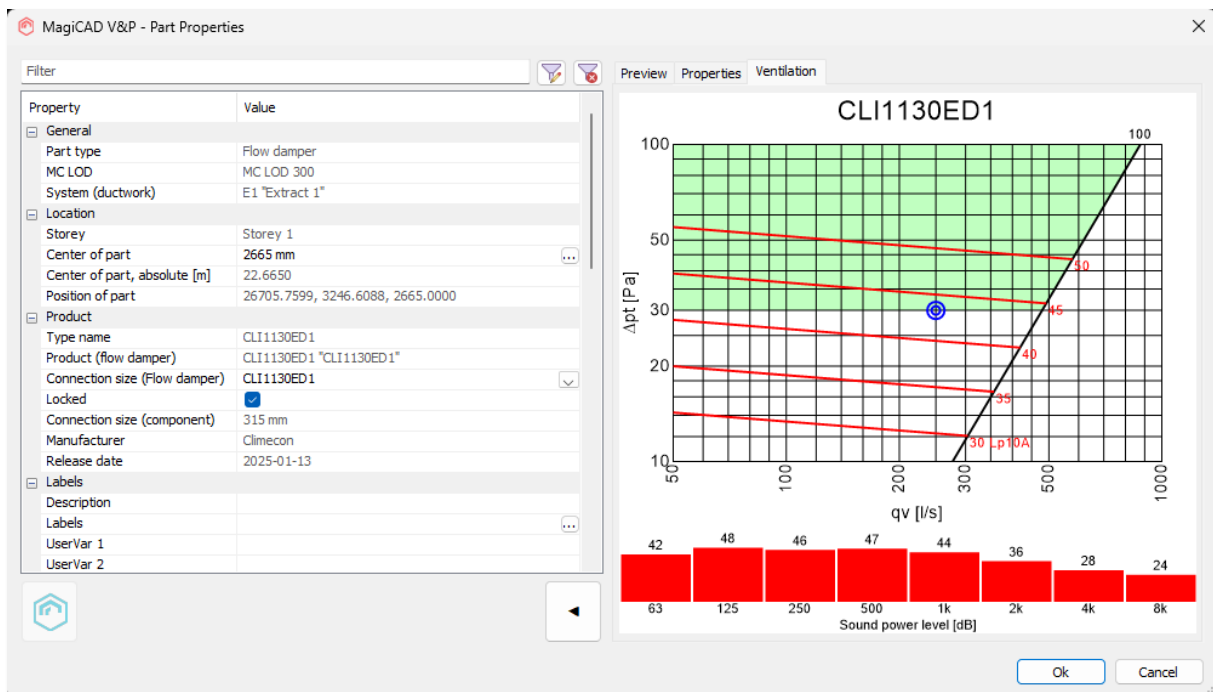 MagiCAD V&P - Part Properties
Filter
Property Value
General
Part type Flow damper
MC LOD MC LOD 300
System (ductwork) E1 "Extract 1"
Location
Storey Storey 1
Center of part 2665 mm ...
Center of part, absolute [m] 22.6650
Position of part 26705.7599, 3246.6088, 2665.0000
Product
Type name CLI1130ED1
Product (flow damper) CLI1130ED1 "CLI1130ED1"
Connection size (Flow damper) CLI1130ED1
Locked
Connection size (component) 315 mm
Manufacturer Climecon
Release date 2025-01-13
Labels
Description
Labels ...
UserVar 1
UserVar 2
Preview Properties Ventilation
CLI1130ED1
100
100
50
50
45
30
40
20
35
30 Lp10A
10
Δpt [Pa]
50 100 200 300 500 1000
qv [l/s]
42 48 46 47 44 36 28 24
63 125 250 500 1k 2k 4k 8k
Sound power level [dB]
Ok Cancel